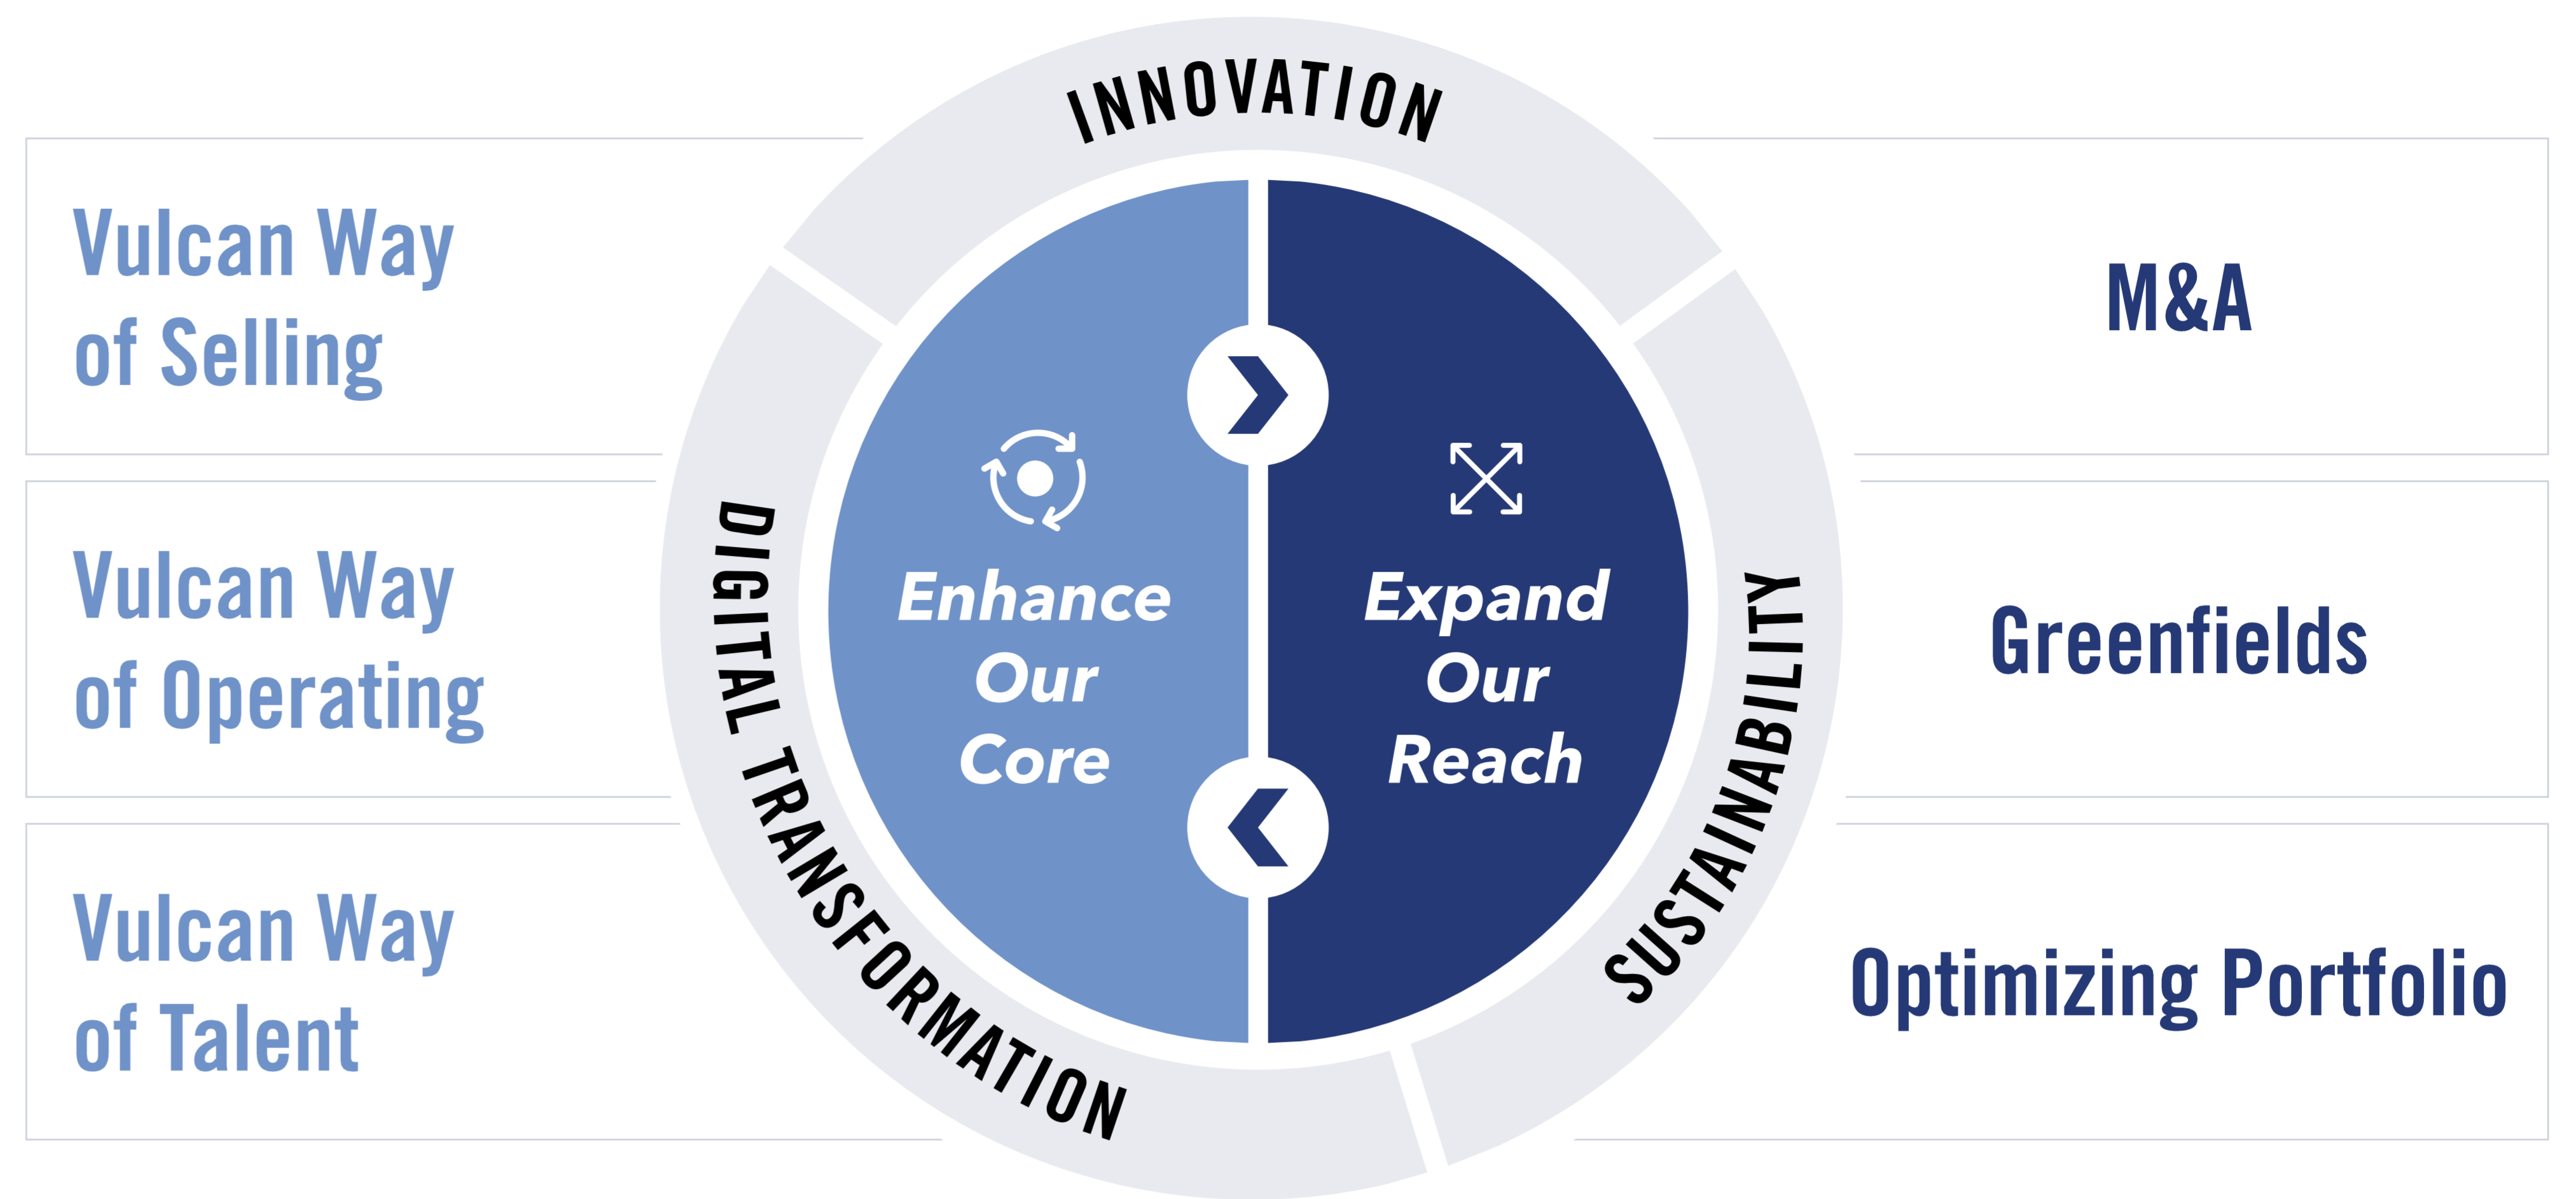 INNOVATION
Vulcan Way
of Selling
Vulcan Way
of Operating
Vulcan Way
of Talent
DIGITAL TRANSFORMATION
Enhance
Our
Core
Expand
Our
Reach
SUSTAINABILITY
M&A
Greenfields
Optimizing Portfolio